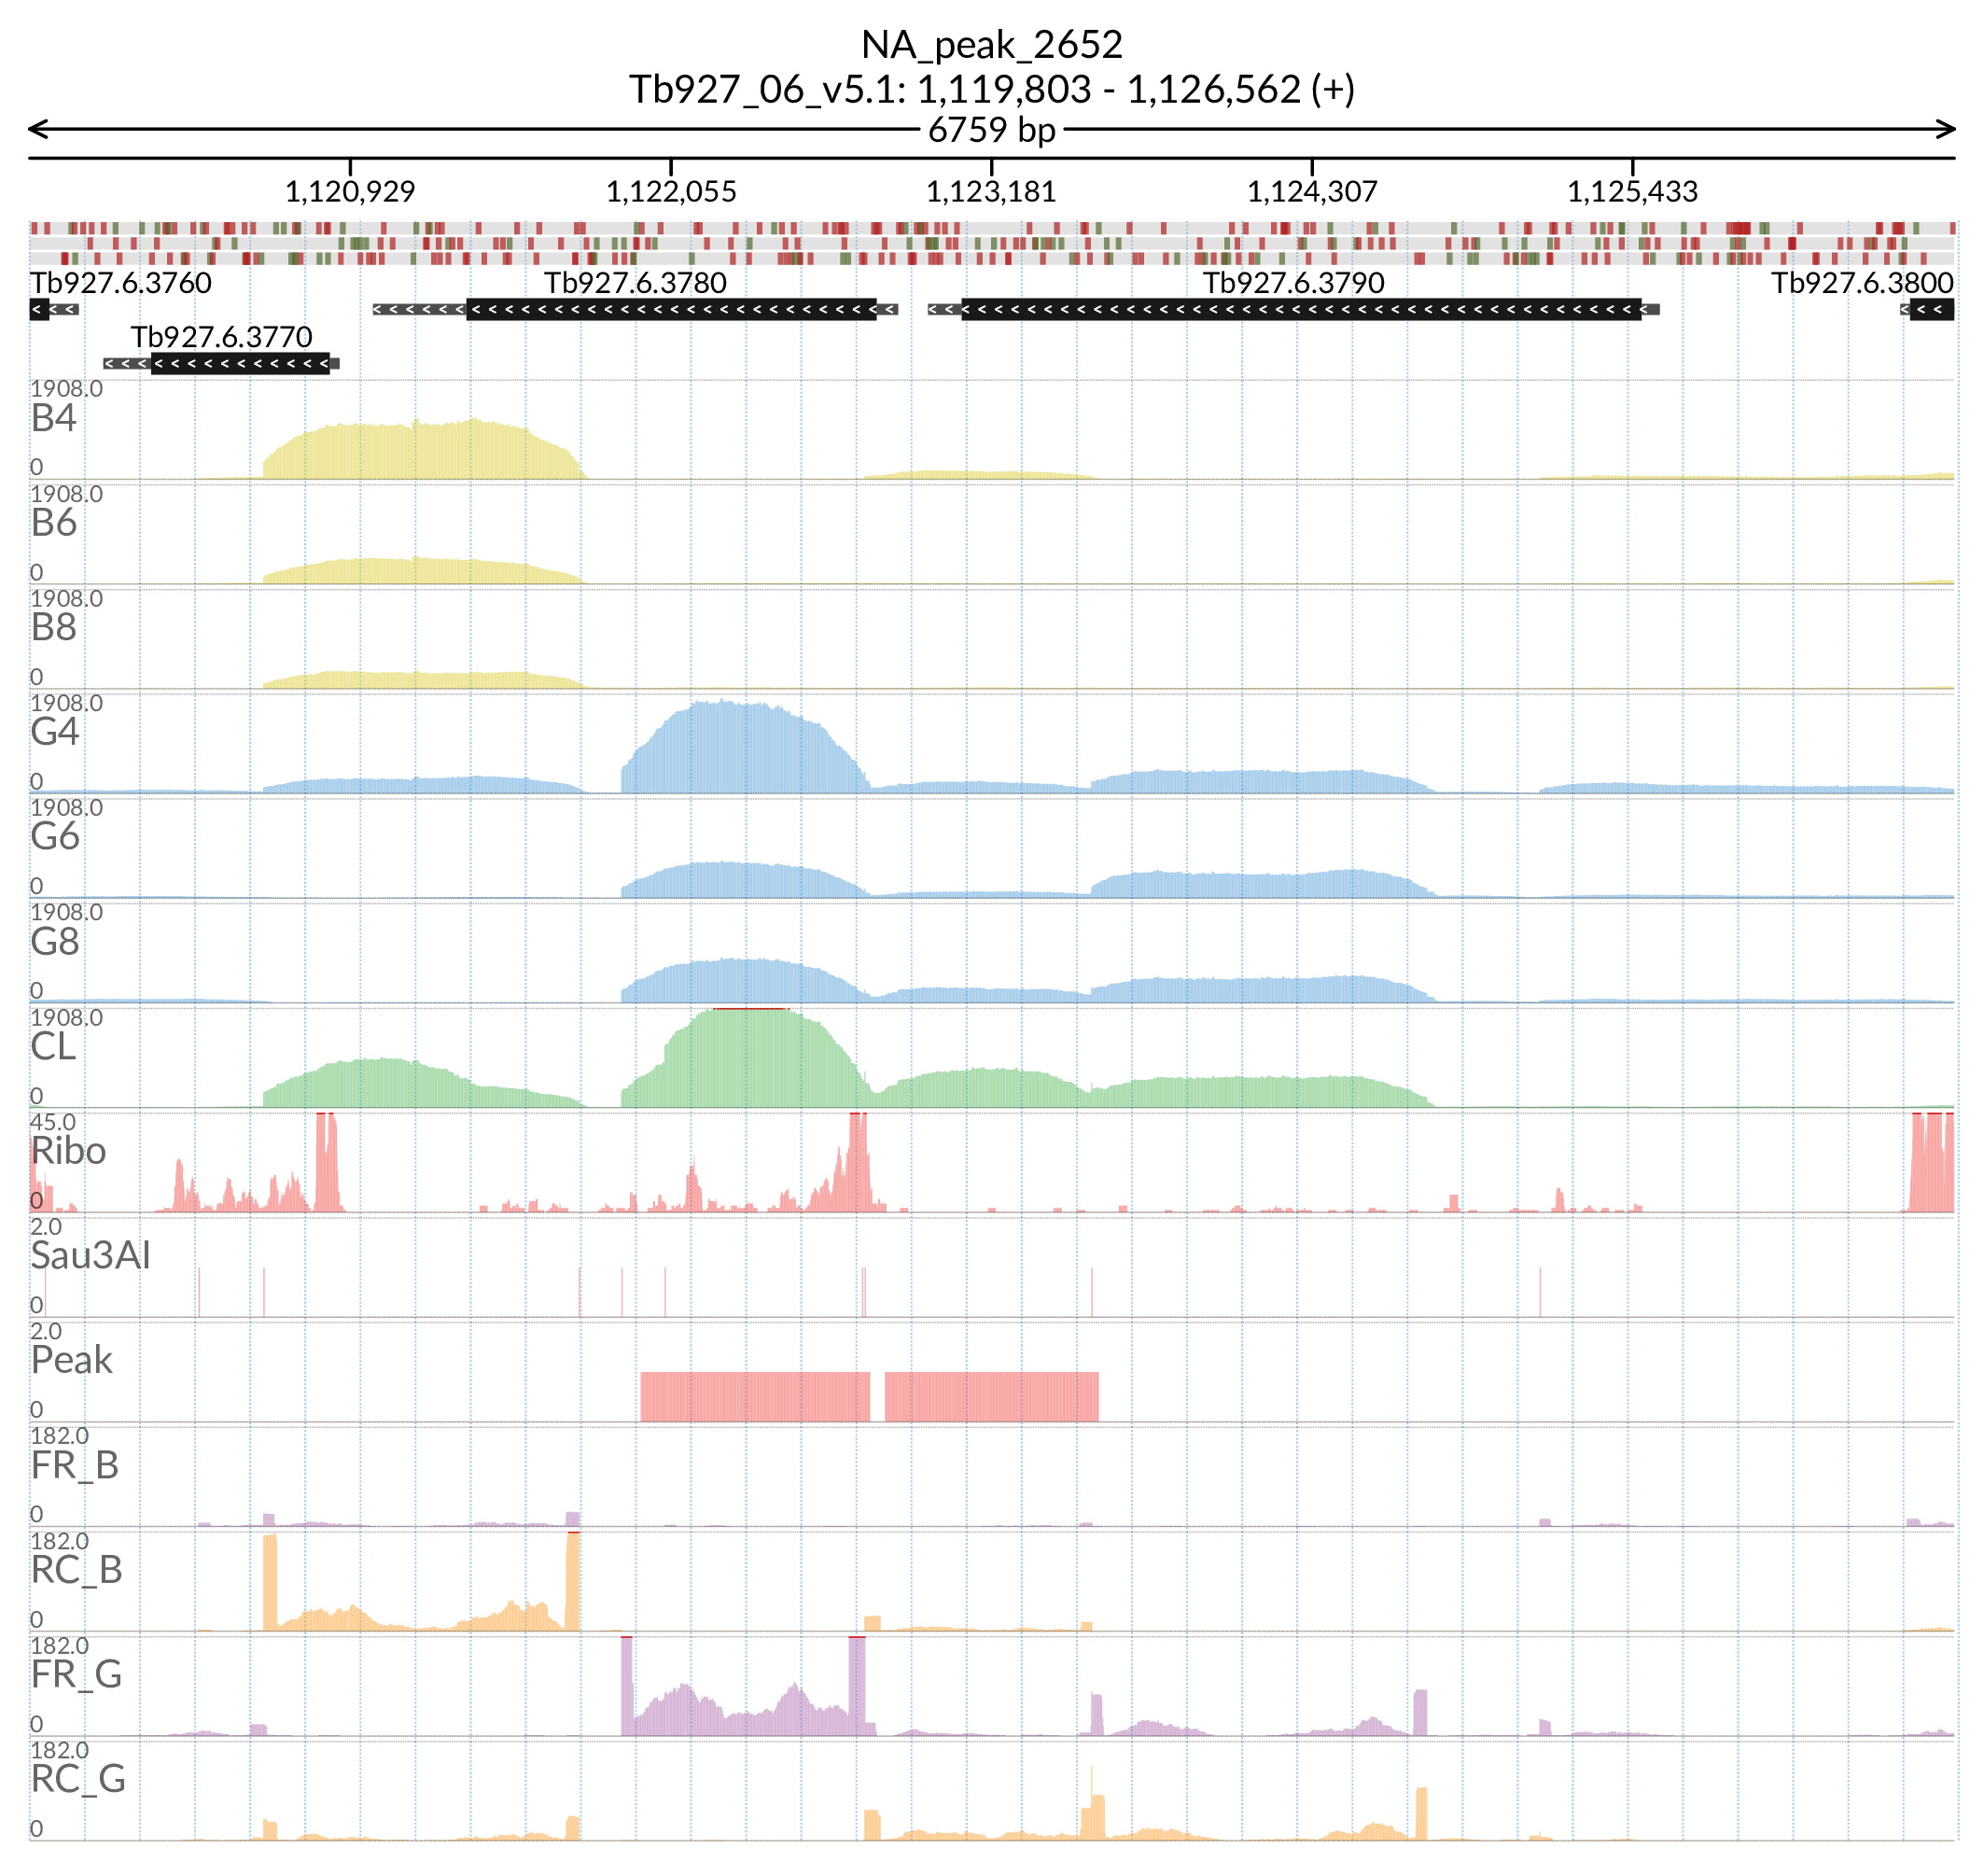 NA_peak_2652
Tb927_06_v5.1: 1,119,803 - 1,126,562 (+)
6759 bp
1,120,929 1,122,055 1,123,181 1,124,307 1,125,433
Tb927.6.3760 Tb927.6.3780 Tb927.6.3790 Tb927.6.3800
Tb927.6.3770
1908.0
B4
0
1908.0
B6
0
1908.0
B8
0
1908.0
G4
0
1908.0
G6
0
1908.0
G8
0
1908.0
CL
0
45.0
Ribo
0
2.0
Sau3AI
0
2.0
Peak
0
182.0
FR_B
0
182.0
RC_B
0
182.0
FR_G
0
182.0
RC_G
0